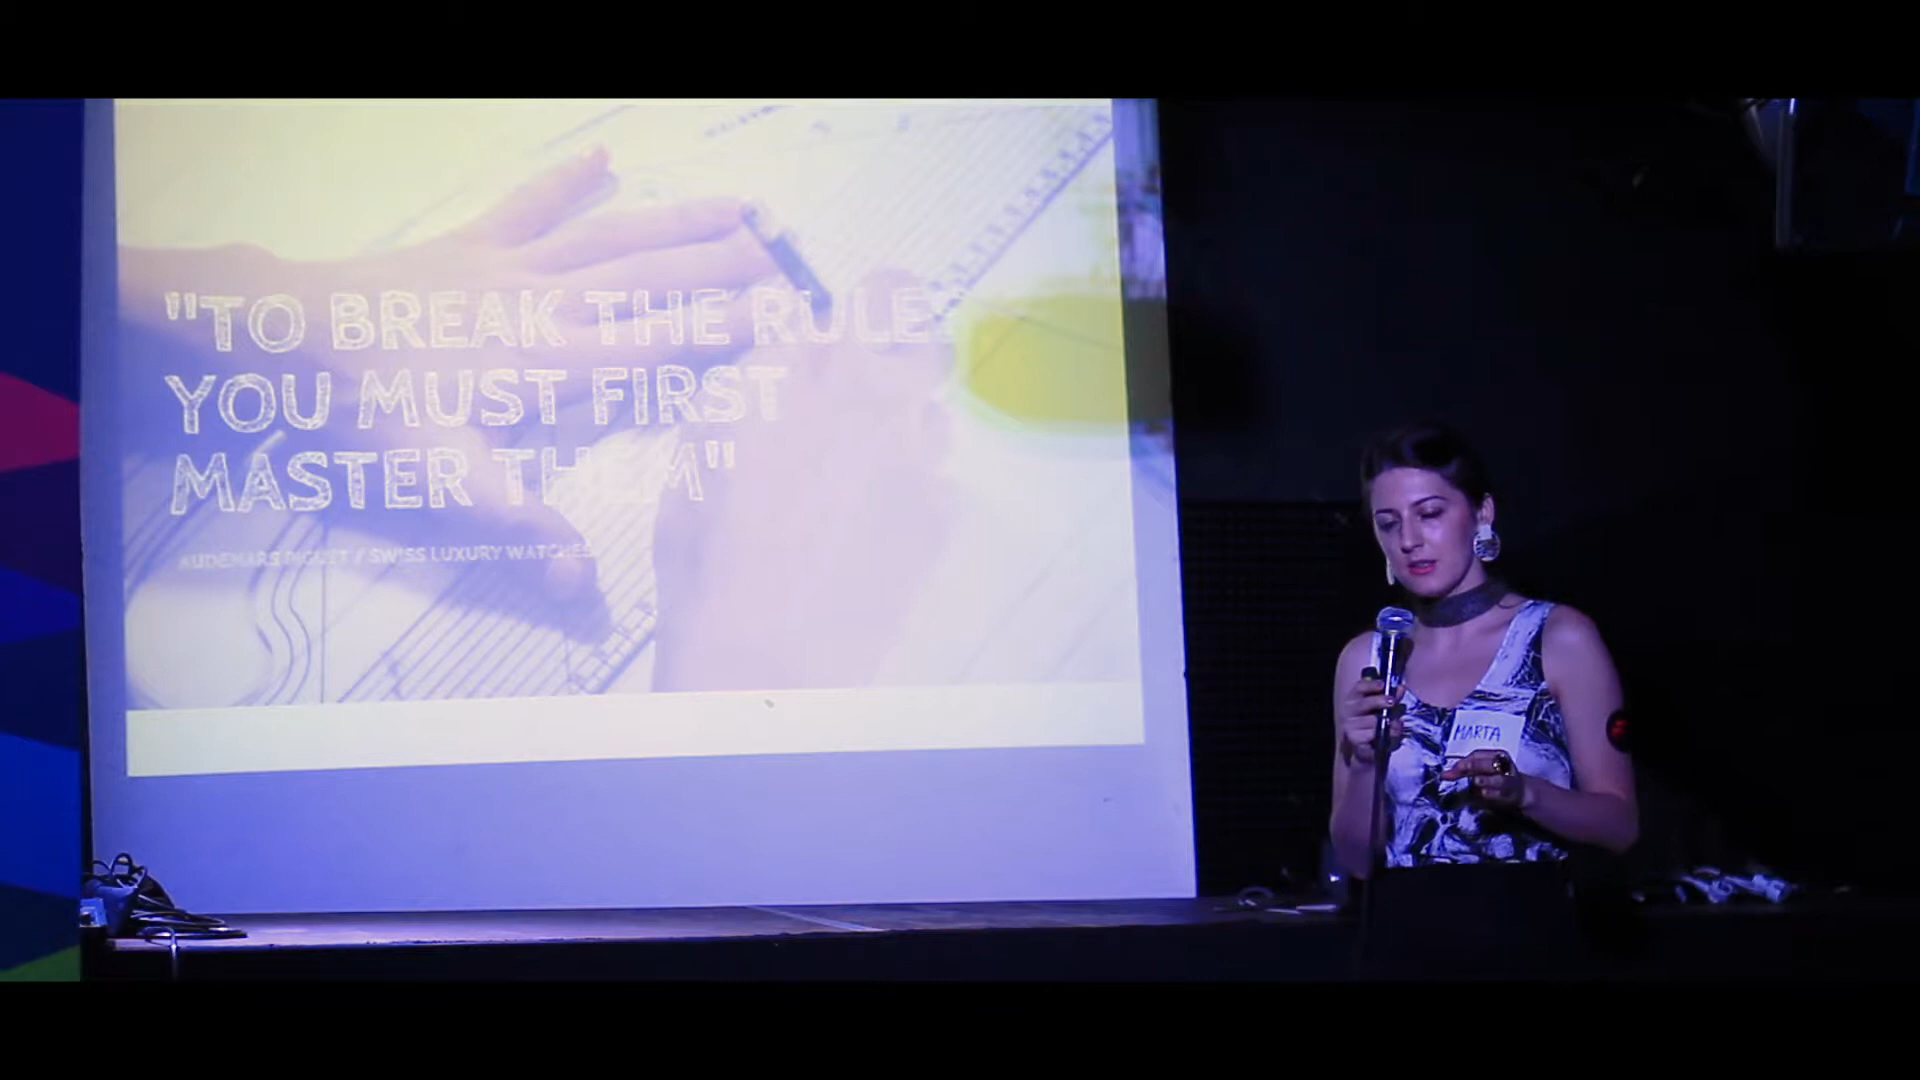 "TO BREAK THE RULES
YOU MUST FIRST
MASTER THEM"
AUDEMARS PIGUET / SWISS LUXURY WATCHES
MARTA